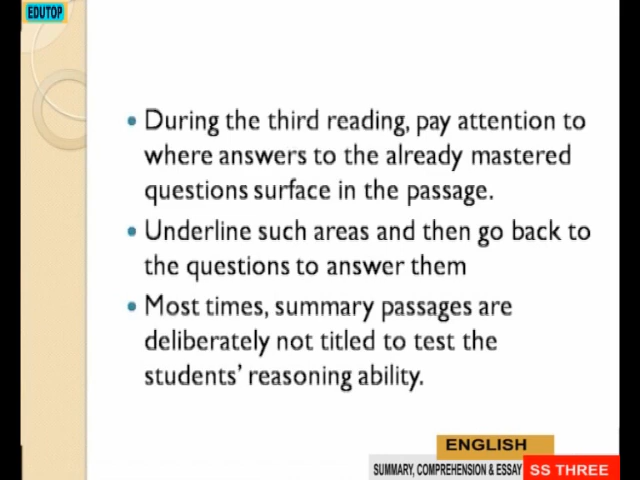 EDUTOP
• During the third reading, pay attention to
where answers to the already mastered
questions surface in the passage.
• Underline such areas and then go back to
the questions to answer them
• Most times, summary passages are
deliberately not titled to test the
students’ reasoning ability.
ENGLISH
SUMMARY, COMPREHENSION & ESSAY SS THREE